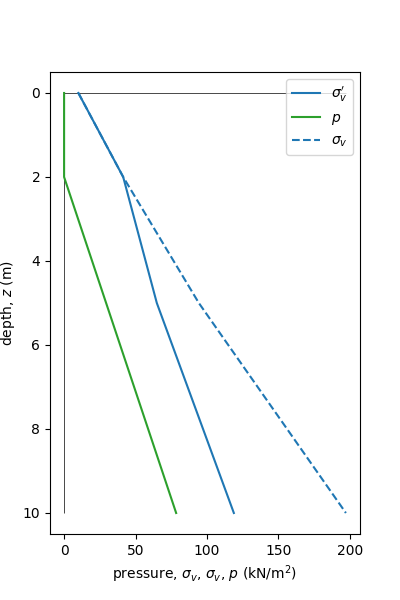 0
2
4
6
8
10
depth, z (m)
0
50
100
150
200
pressure, σᵥ, σᵥ, p (kN/m²)
σ′ᵥ
p
σᵥ